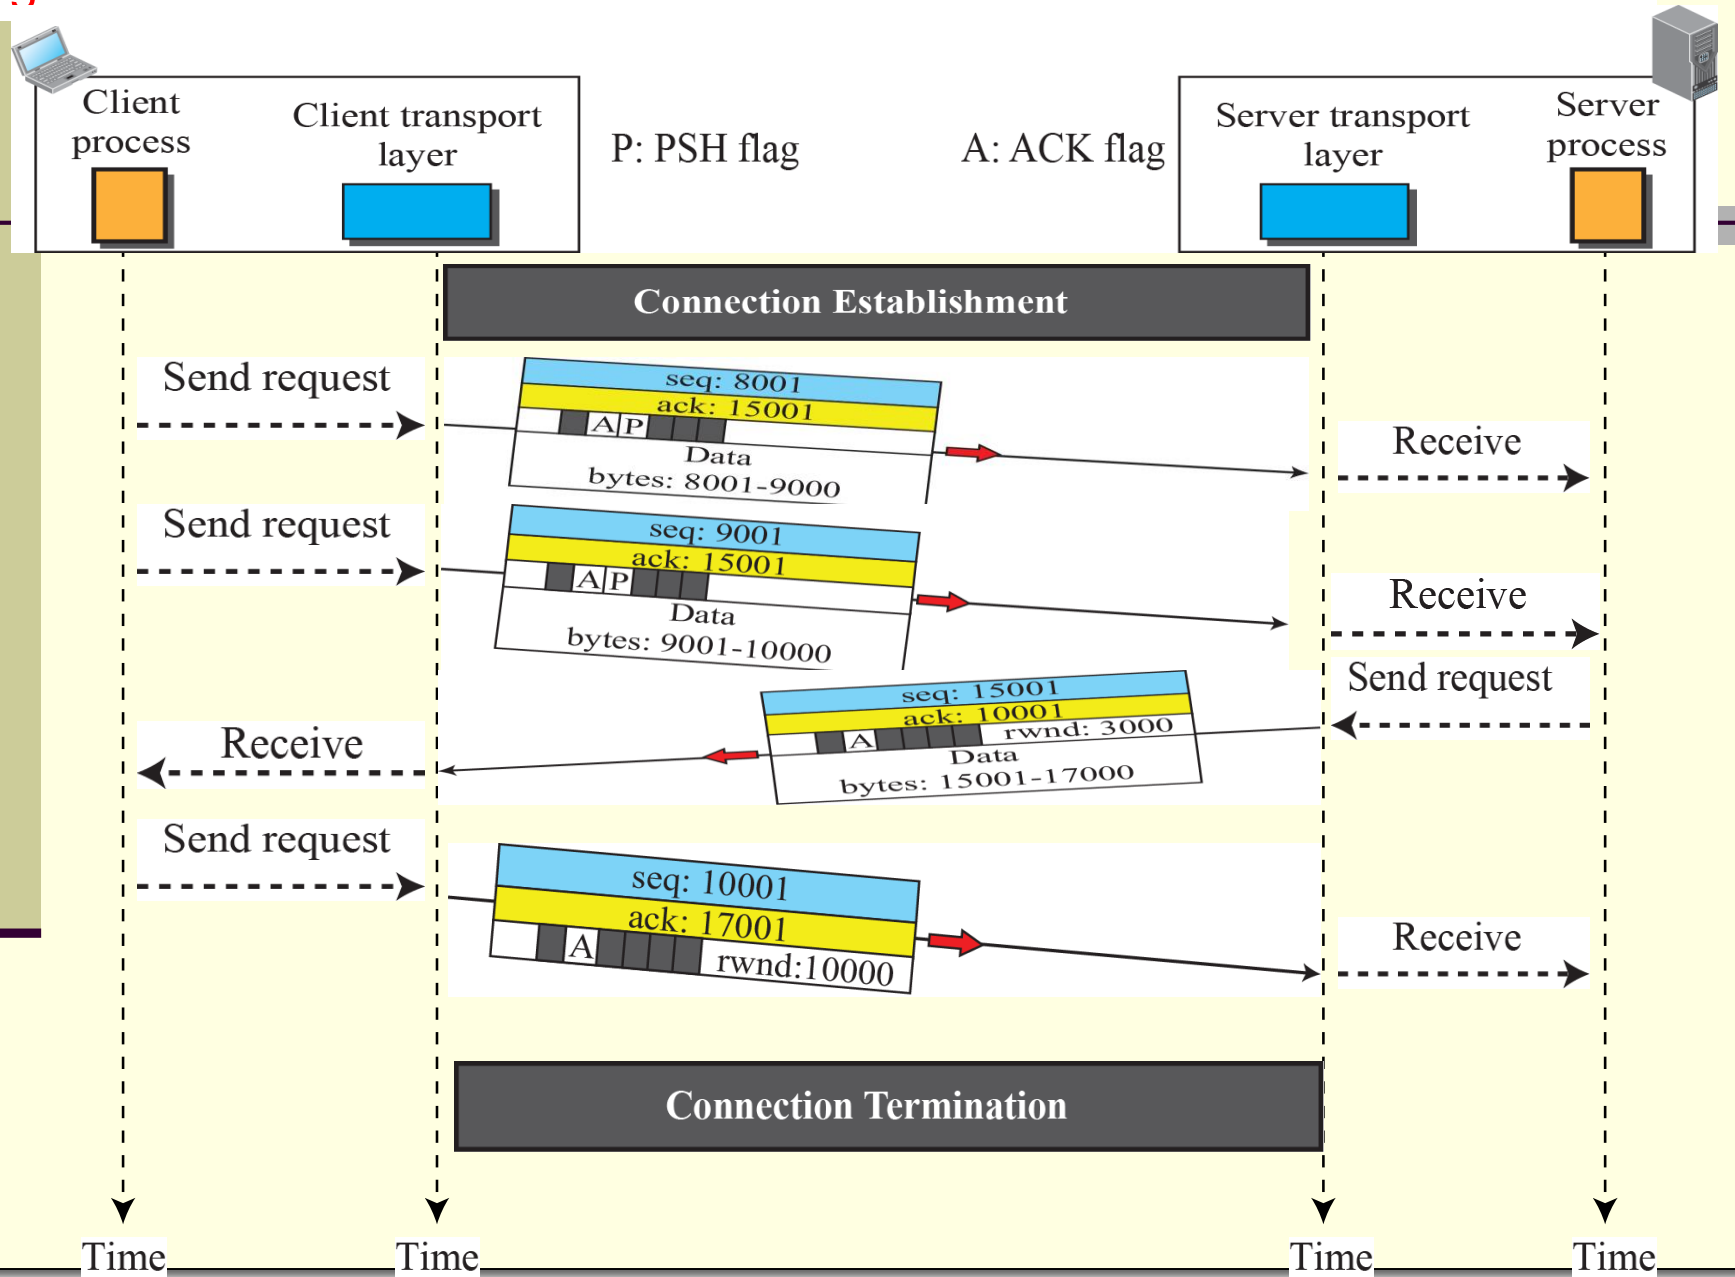 Client
process
Client transport
layer
P: PSH flag
A: ACK flag
Server transport
layer
Server
process
Connection Establishment
Send request
seq: 8001
ack: 15001
A P
Data
bytes: 8001-9000
Receive
Send request
seq: 9001
ack: 15001
A P
Data
bytes: 9001-10000
Receive
Send request
seq: 15001
ack: 10001
A
rwnd: 3000
Data
bytes: 15001-17000
Receive
Send request
seq: 10001
ack: 17001
A
rwnd:10000
Receive
Connection Termination
Time
Time
Time
Time